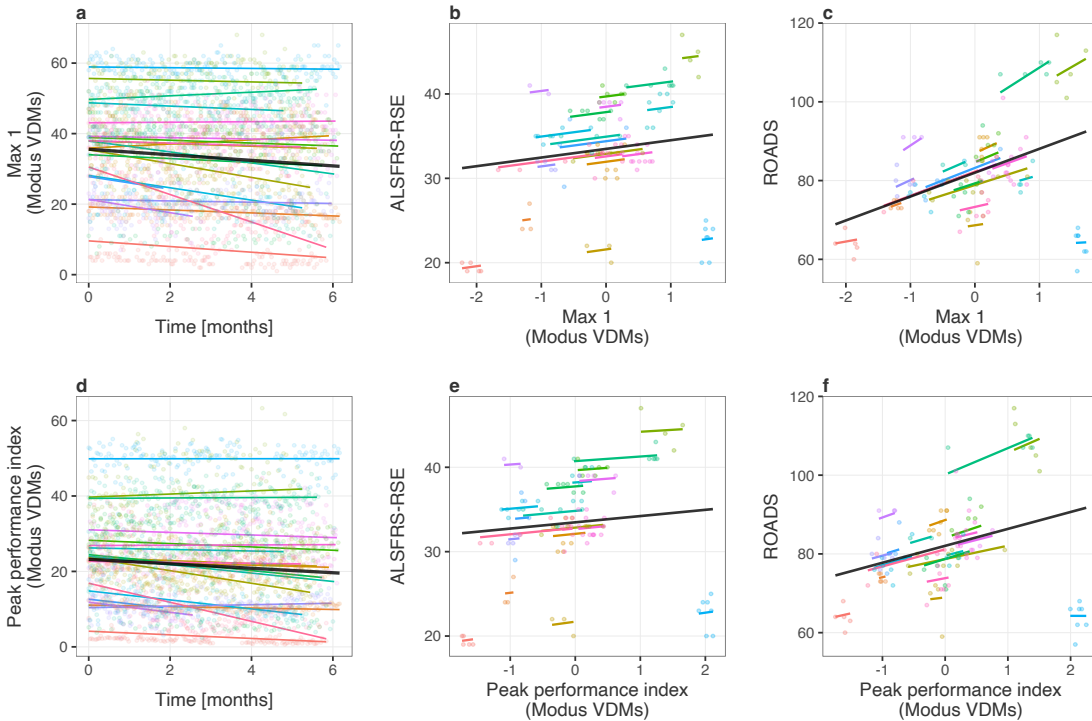 a
b
c
Max 1
(Modus VDMs)
60
40
20
0
0
2
4
6
Time [months]
ALSFRS-RSE
40
30
20
-2
-1
0
1
Max 1
(Modus VDMs)
ROADS
120
100
80
60
-2
-1
0
1
Max 1
(Modus VDMs)
d
e
f
Peak performance index
(Modus VDMs)
60
40
20
0
0
2
4
6
Time [months]
ALSFRS-RSE
40
30
20
-1
0
1
2
Peak performance index
(Modus VDMs)
ROADS
120
100
80
60
-1
0
1
2
Peak performance index
(Modus VDMs)